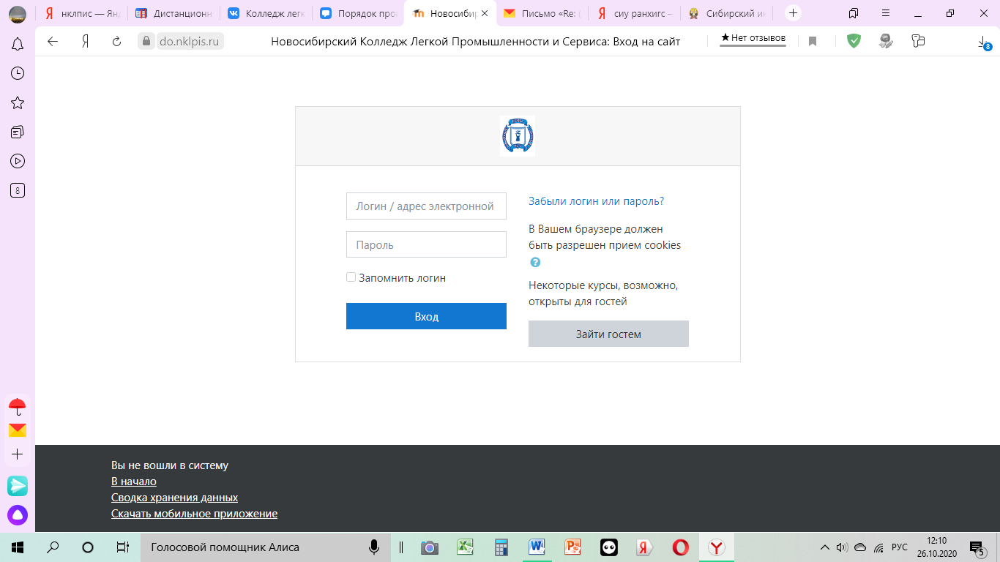 нклпис — Янд
Дистанционн
Колледж легк
Порядок про
Новосибир
Письмо «Re: (
сиу ранхигс –
Сибирский ин
Я
do.nklpis.ru
Новосибирский Колледж Легкой Промышленности и Сервиса: Вход на сайт
★Нет отзывов
8
8
Логин / адрес электронной
Пароль
Запомнить логин
Вход
Забыли логин или пароль?
В Вашем браузере должен
быть разрешен прием cookies
Некоторые курсы, возможно,
открыты для гостей
Зайти гостем
Вы не вошли в систему
В начало
Сводка хранения данных
Скачать мобильное приложение
Голосовой помощник Алиса
РУС
12:10
26.10.2020
5